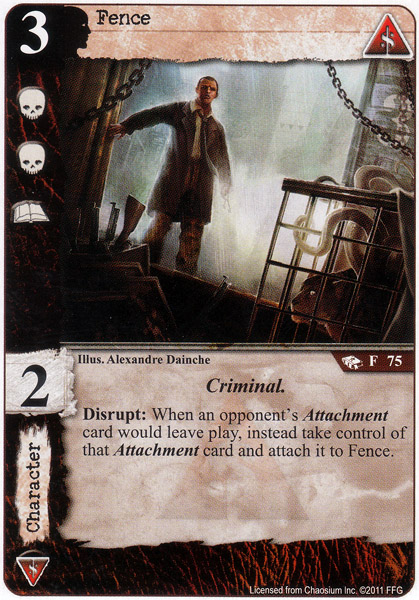 3
Fence
Illus. Alexandre Dainche
F 75
2
Criminal.
Disrupt: When an opponent's Attachment
card would leave play, instead take control of
that Attachment card and attach it to Fence.
Character
Licensed from Chaosium Inc. ©2011 FFG